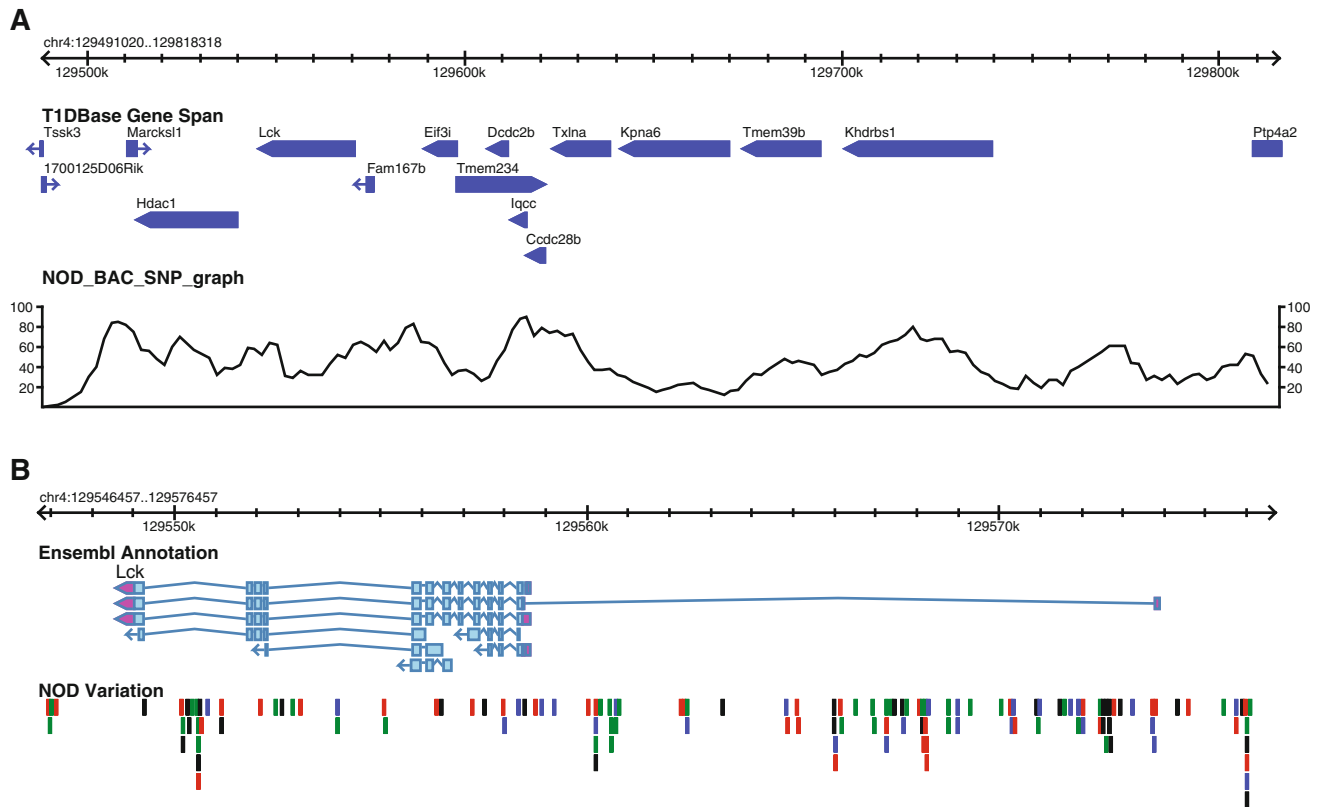 A
chr4:129491020..129818318
129500k 129600k 129700k 129800k
T1DBase Gene Span
Tssk3 Marcksl1 Lck Eif3i Dcdc2b Txlna Kpna6 Tmem39b Khdrbs1 Ptp4a2
1700125D06Rik Fam167b Tmem234
Hdac1 Iqcc
Ccdc28b
NOD_BAC_SNP_graph
100 100
80 80
60 60
40 40
20 20
B
chr4:129546457..129576457
129550k 129560k 129570k
Ensembl Annotation
Lck
NOD Variation